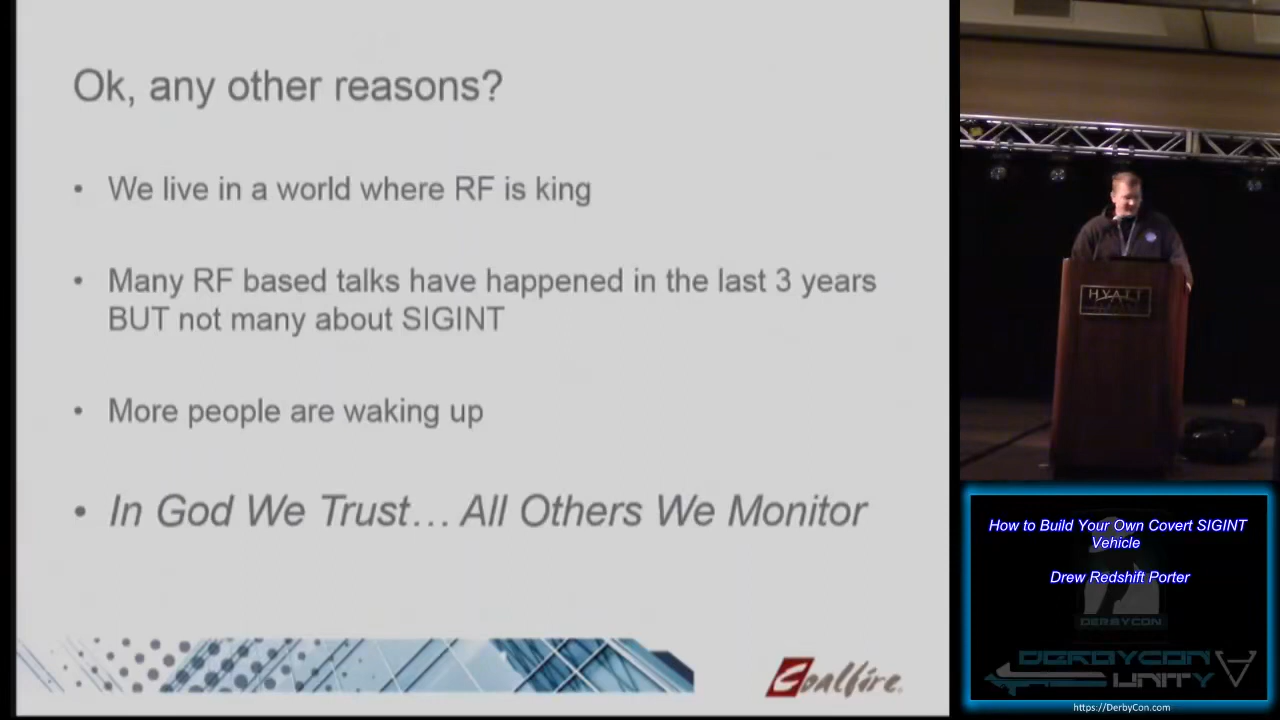 Ok, any other reasons?
• We live in a world where RF is king
• Many RF based talks have happened in the last 3 years
BUT not many about SIGINT
• More people are waking up
• In God We Trust... All Others We Monitor
Coalfire.
HYATT
How to Build Your Own Covert SIGINT
Vehicle
Drew Redshift Porter
DERBYCON
DERBYCON
UNITY
https://DerbyCon.com